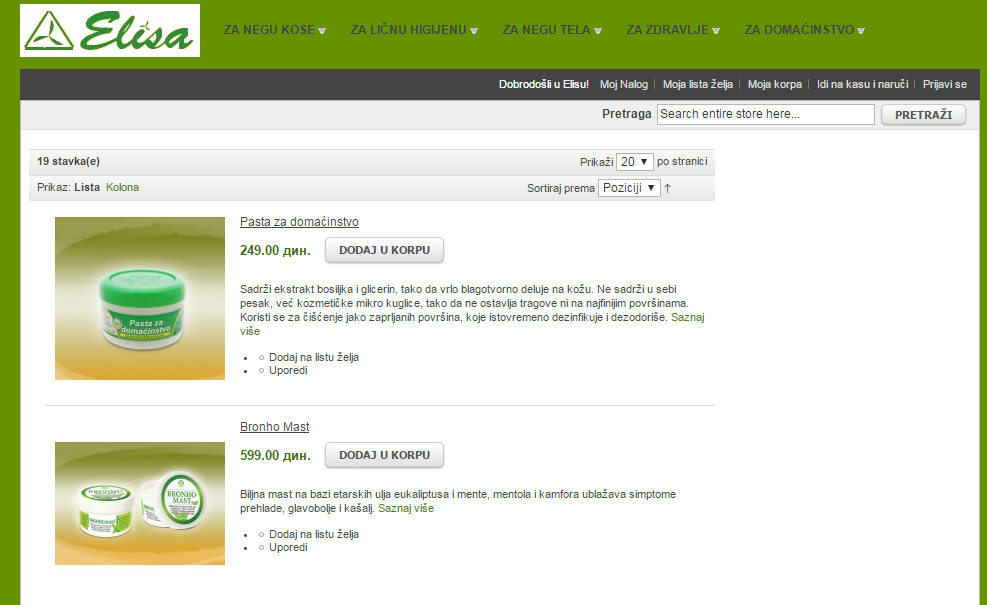 Elisa
ZA NEGU KOSE ZA LIČNU HIGIJENU ZA NEGU TELA ZA ZDRAVLJE ZA DOMAĆINSTVO
Dobrodošli u Elisu! Moj Nalog Moja lista želja Moja korpa Idi na kasu i naruči Prijavi se
Pretraga Search entire store here... PRETRAŽI
19 stavka(e) Prikaži 20 po stranici
Prikaz: Lista Kolona Sortiraj prema Poziciji
Pasta za domaćinstvo
249.00 дин. DODAJ U KORPU
Sadrži ekstrakt bosiljka i glicerin, tako da vrlo blagotvorno deluje na kožu. Ne sadrži u sebi
pesak, već kozmetičke mikro kuglice, tako da ne ostavlja tragove ni na najfinijim površinama.
Koristi se za čišćenje jako zaprljanih površina, koje istovremeno dezinfikuje i dezodoriše. Saznaj
više
Dodaj na listu želja
Uporedi
Pasta za
domaćinstvo
Bronho Mast
599.00 дин. DODAJ U KORPU
Biljna mast na bazi etarskih ulja eukaliptusa i mente, mentola i kamfora ublažava simptome
prehlade, glavobolje i kašalj. Saznaj više
Dodaj na listu želja
Uporedi
BRONHO
MAST
BRONHO MAST